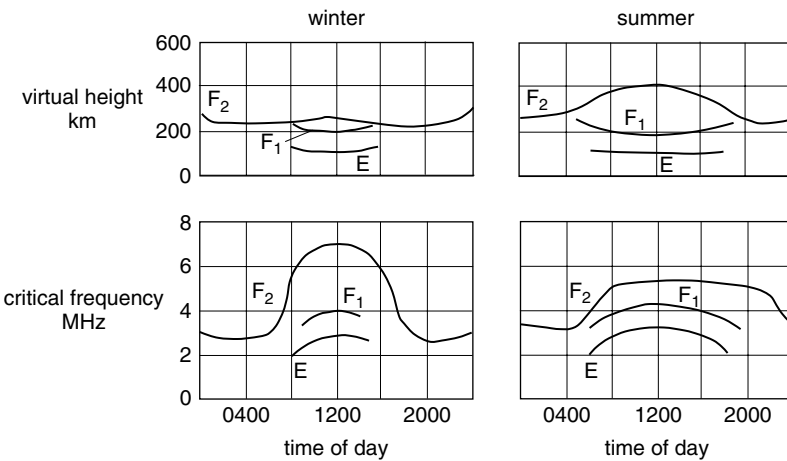 winter
summer
virtual height
km
600
400
200
0
F2
F1
E
F2
F1
E
critical frequency
MHz
8
6
4
2
0
F2
F1
E
F2
F1
E
0400 1200 2000
0400 1200 2000
time of day
time of day